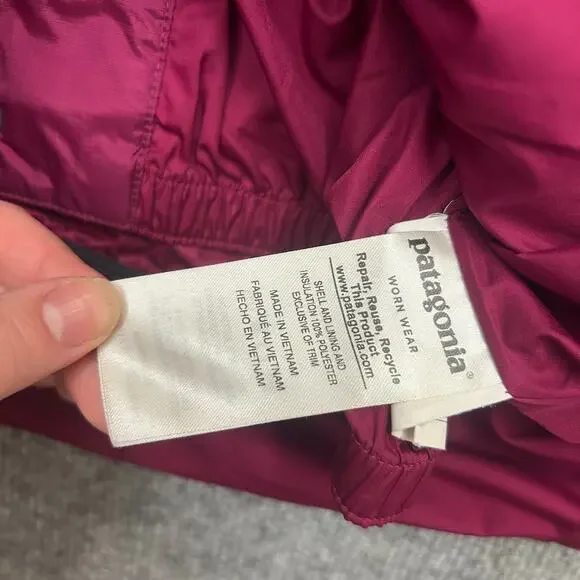 patagonia®
WORN WEAR
Repair, Reuse, Recycle
This Product
www.patagonia.com
SHELL AND LINING AND
INSULATION 100% POLYESTER
EXCLUSIVE OF TRIM
MADE IN VIETNAM
FABRIQUÉ AU VIETNAM
HECHO EN VIETNAM